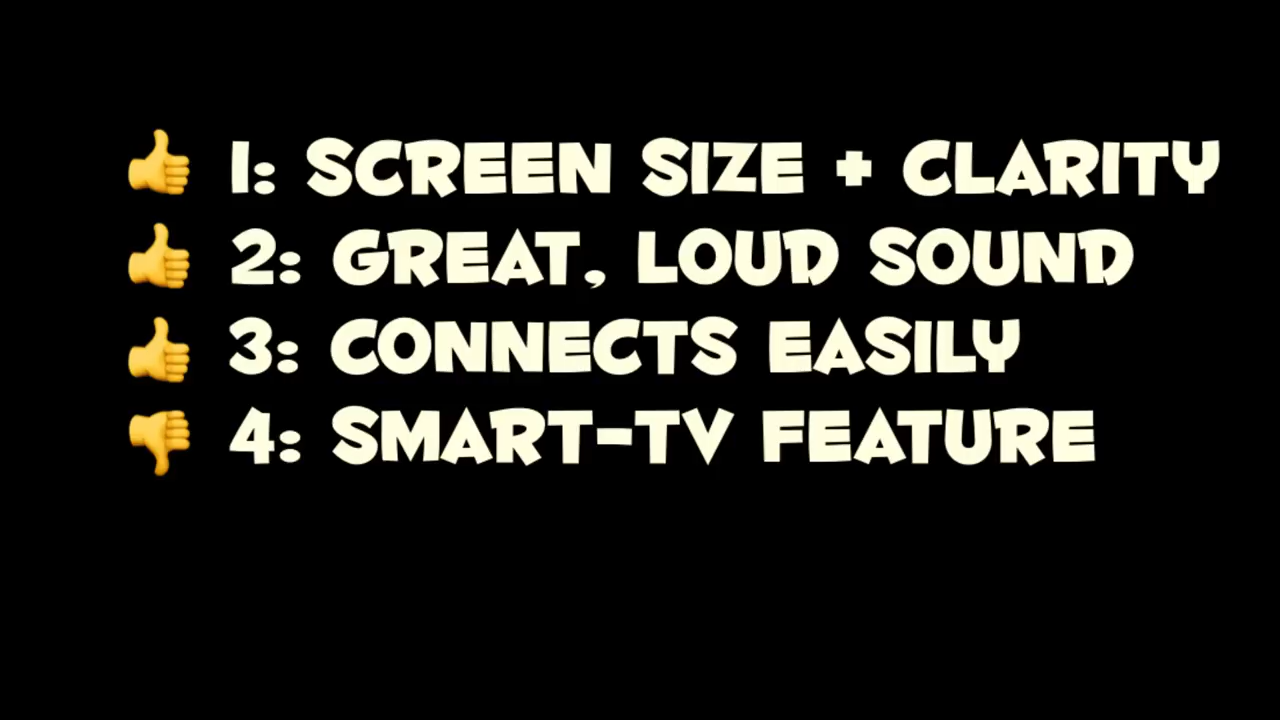 👍 1: SCREEN SIZE + CLARITY
👍 2: GREAT, LOUD SOUND
👍 3: CONNECTS EASILY
👎 4: SMART-TV FEATURE